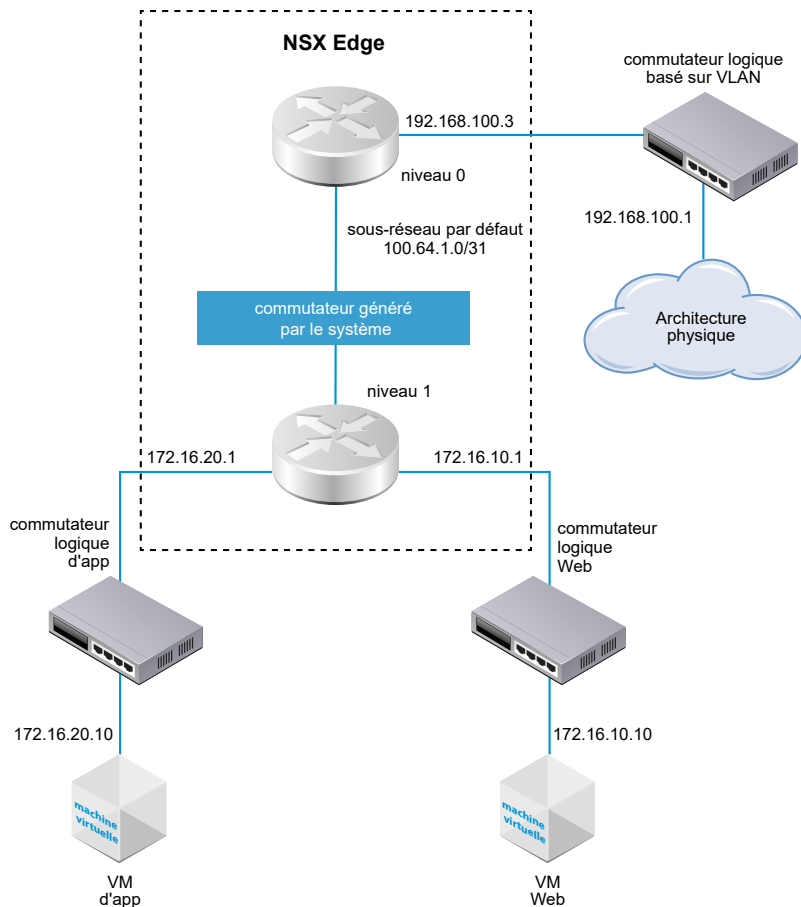 NSX Edge
commutateur logique
basé sur VLAN
192.168.100.3
niveau 0
192.168.100.1
sous-réseau par défaut
100.64.1.0/31
commutateur généré
par le système
Architecture
physique
niveau 1
172.16.20.1
172.16.10.1
commutateur
logique
d'app
commutateur
logique
Web
172.16.20.10
172.16.10.10
machine
virtuelle
machine
virtuelle
VM
d'app
VM
Web